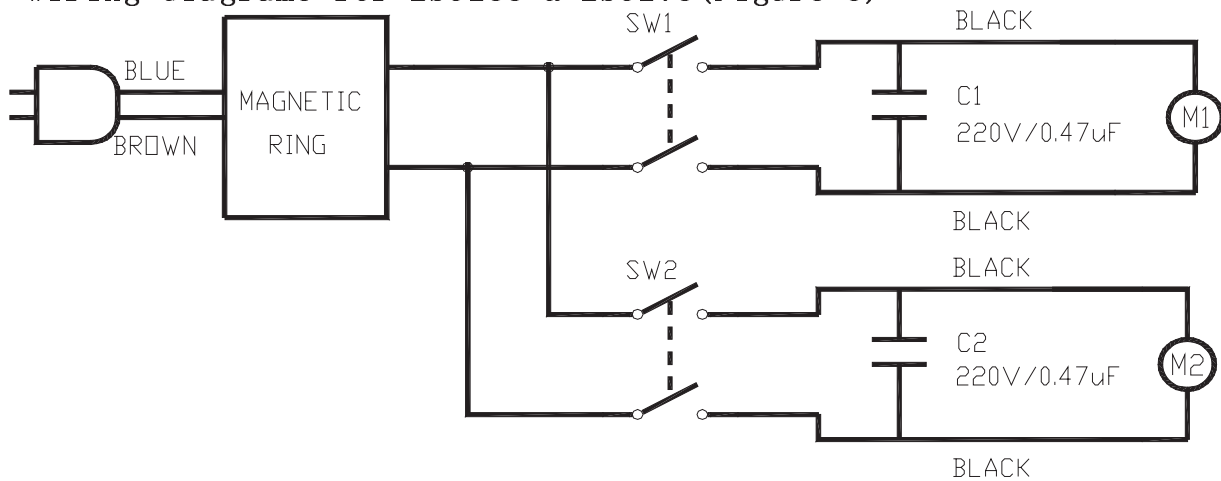 SW1
BLACK
BLUE
MAGNETIC
RING
BROWN
C1
220V/0.47uF
M1
BLACK
SW2
BLACK
C2
220V/0.47uF
M2
BLACK